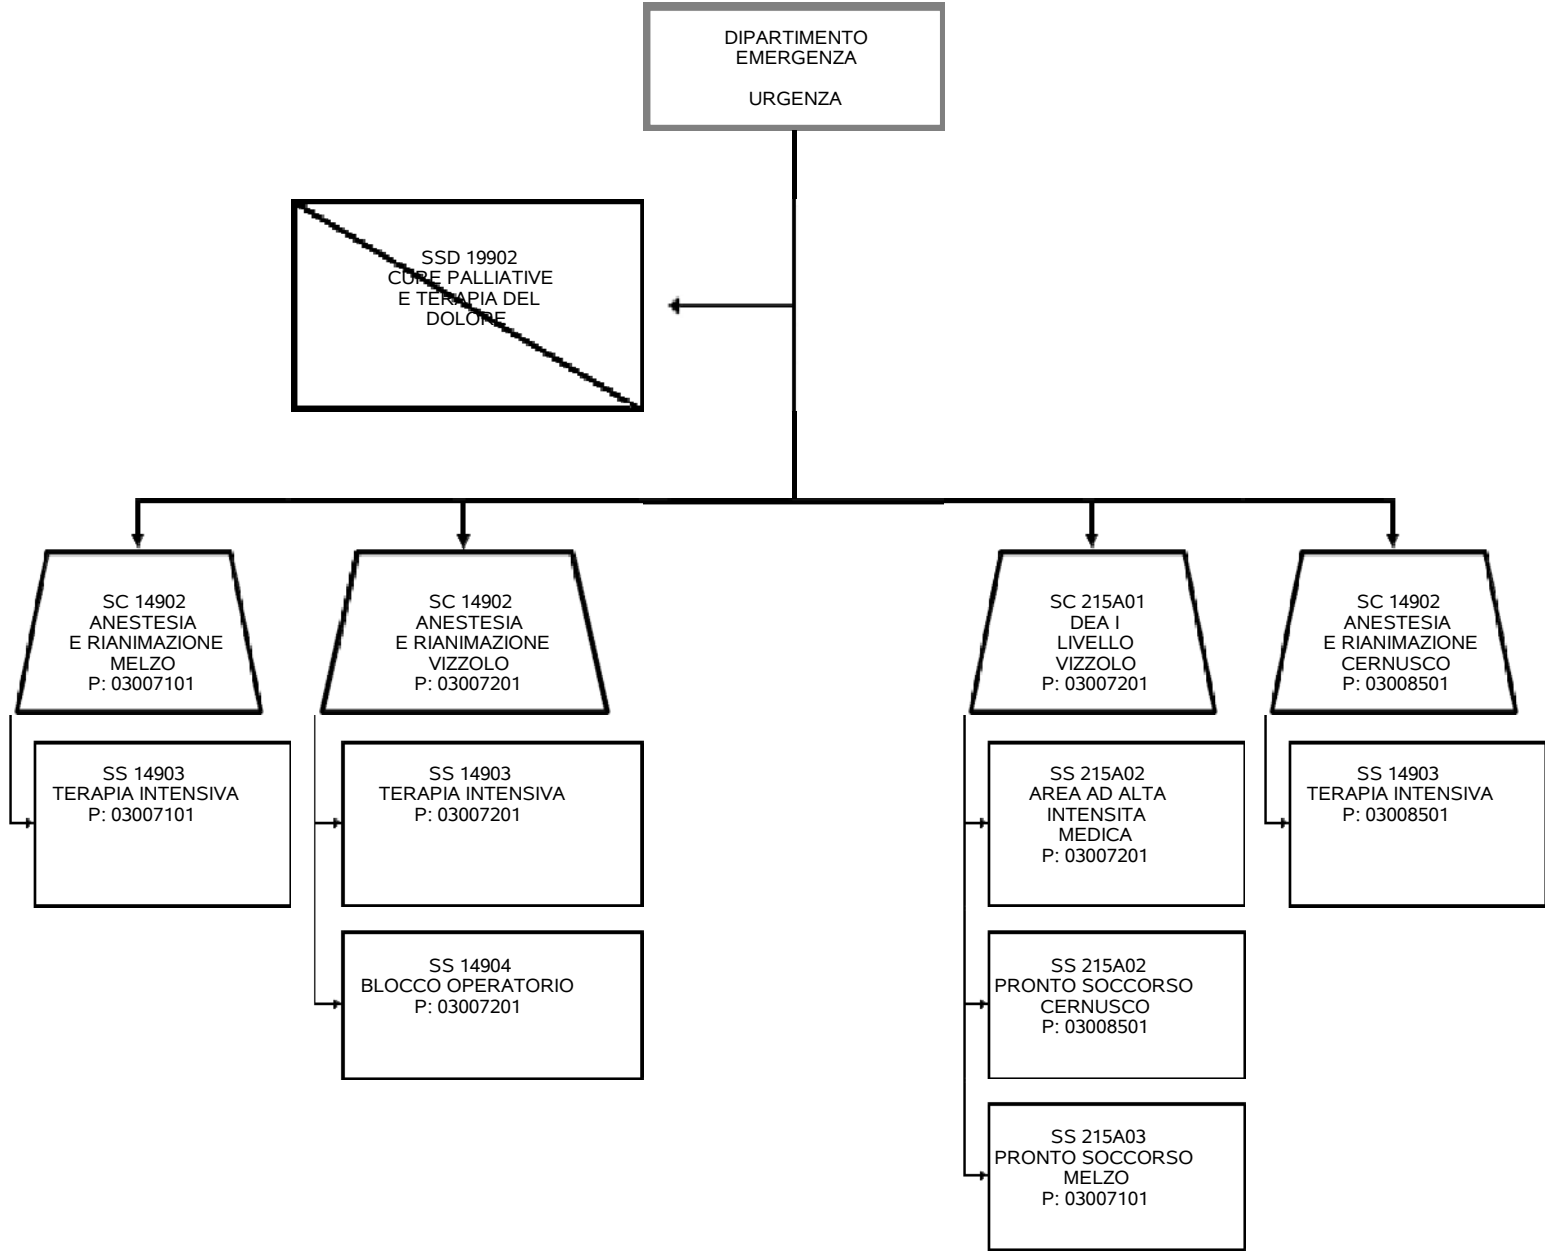 DIPARTIMENTO
EMERGENZA
URGENZA
SSD 19902
CURE PALLIATIVE
E TERAPIA DEL
DOLORE
SC 14902
ANESTESIA
E RIANIMAZIONE
MELZO
P: 03007101
SC 14902
ANESTESIA
E RIANIMAZIONE
VIZZOLO
P: 03007201
SC 215A01
DEA I
LIVELLO
VIZZOLO
P: 03007201
SC 14902
ANESTESIA
E RIANIMAZIONE
CERNUSCO
P: 03008501
SS 14903
TERAPIA INTENSIVA
P: 03007101
SS 14903
TERAPIA INTENSIVA
P: 03007201
SS 215A02
AREA AD ALTA
INTENSITA
MEDICA
P: 03007201
SS 14903
TERAPIA INTENSIVA
P: 03008501
SS 14904
BLOCCO OPERATORIO
P: 03007201
SS 215A02
PRONTO SOCCORSO
CERNUSCO
P: 03008501
SS 215A03
PRONTO SOCCORSO
MELZO
P: 03007101